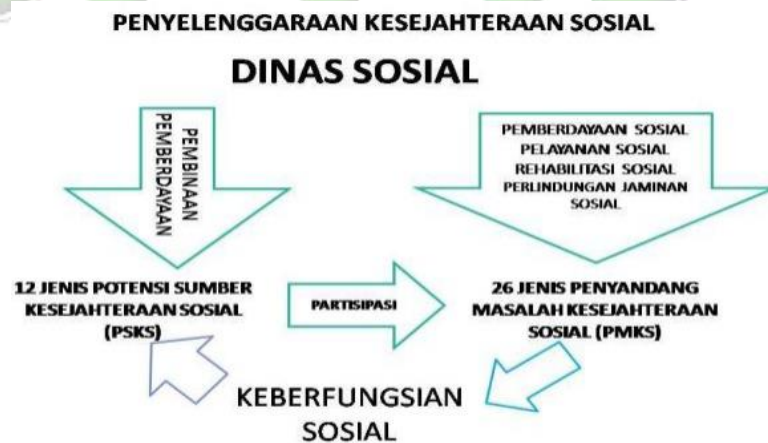 PENYELENGGARAAN KESEJAHTERAAN SOSIAL
DINAS SOSIAL
PEMBINAAN
PEMBERDAYAAN
PEMBERDAYAAN SOSIAL
PELAYANAN SOSIAL
REHABILITASI SOSIAL
PERLINDUNGAN JAMINAN
SOSIAL
12 JENIS POTENSI SUMBER
KESEJAHTERAAN SOSIAL
(PSKS)
PARTISIPASI
26 JENIS PENYANDANG
MASALAH KESEJAHTERAAN
SOSIAL (PMKS)
KEBERFUNGSIAN
SOSIAL